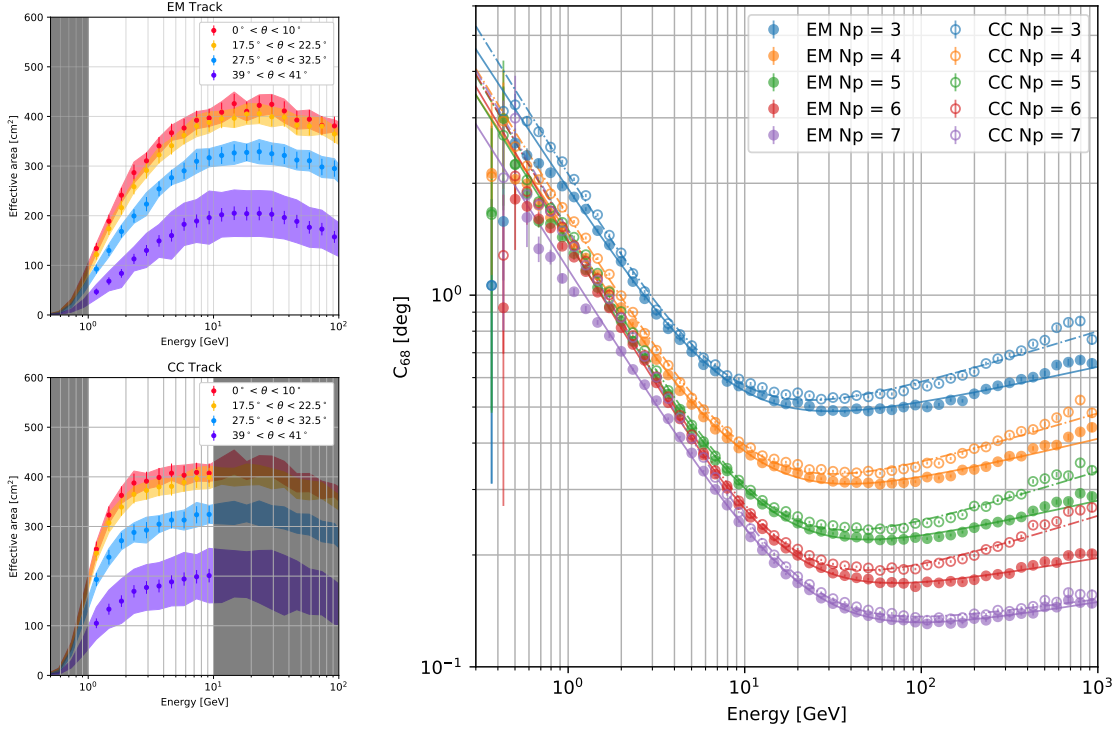 EM Track
600
500
400
300
200
100
0
Effective area [cm²]
0° < θ < 10°
17.5° < θ < 22.5°
27.5° < θ < 32.5°
39° < θ < 41°
10⁰ 10¹ 10²
Energy [GeV]
CC Track
600
500
400
300
200
100
0
Effective area [cm²]
0° < θ < 10°
17.5° < θ < 22.5°
27.5° < θ < 32.5°
39° < θ < 41°
10⁰ 10¹ 10²
Energy [GeV]
EM Np = 3 CC Np = 3
EM Np = 4 CC Np = 4
EM Np = 5 CC Np = 5
EM Np = 6 CC Np = 6
EM Np = 7 CC Np = 7
C₆₈ [deg]
10⁰
10⁻¹
10⁰ 10¹ 10² 10³
Energy [GeV]